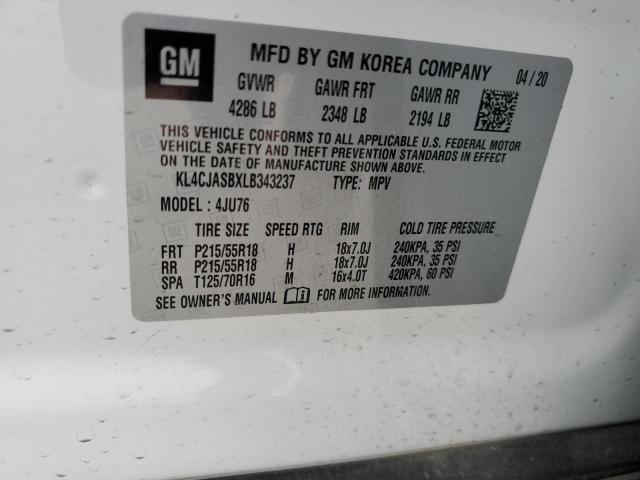 GM
MFD BY GM KOREA COMPANY 04 / 20
GVWR GAWR FRT GAWR RR
4286 LB 2348 LB 2194 LB
THIS VEHICLE CONFORMS TO ALL APPLICABLE U.S. FEDERAL MOTOR
VEHICLE SAFETY AND THEFT PREVENTION STANDARDS IN EFFECT
ON THE DATE OF MANUFACTURE SHOWN ABOVE.
KL4CJASBXLB343237 TYPE: MPV
MODEL : 4JU76
TIRE SIZE SPEED RTG RIM COLD TIRE PRESSURE
FRT P215/55R18 H 18x7.0J 240KPA, 35 PSI
RR P215/55R18 H 18x7.0J 240KPA, 35 PSI
SPA T125/70R16 M 16x4.0T 420KPA, 60 PSI
SEE OWNER'S MANUAL FOR MORE INFORMATION.